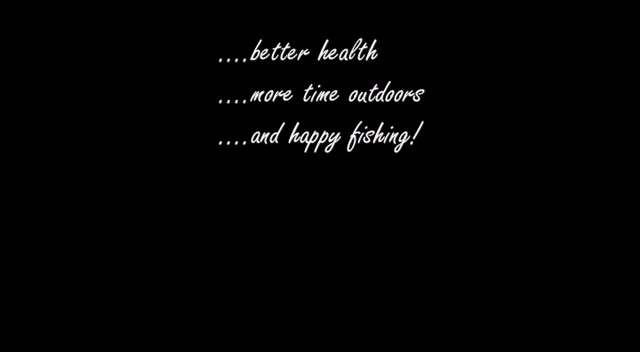 ....better health
....more time outdoors
....and happy fishing!